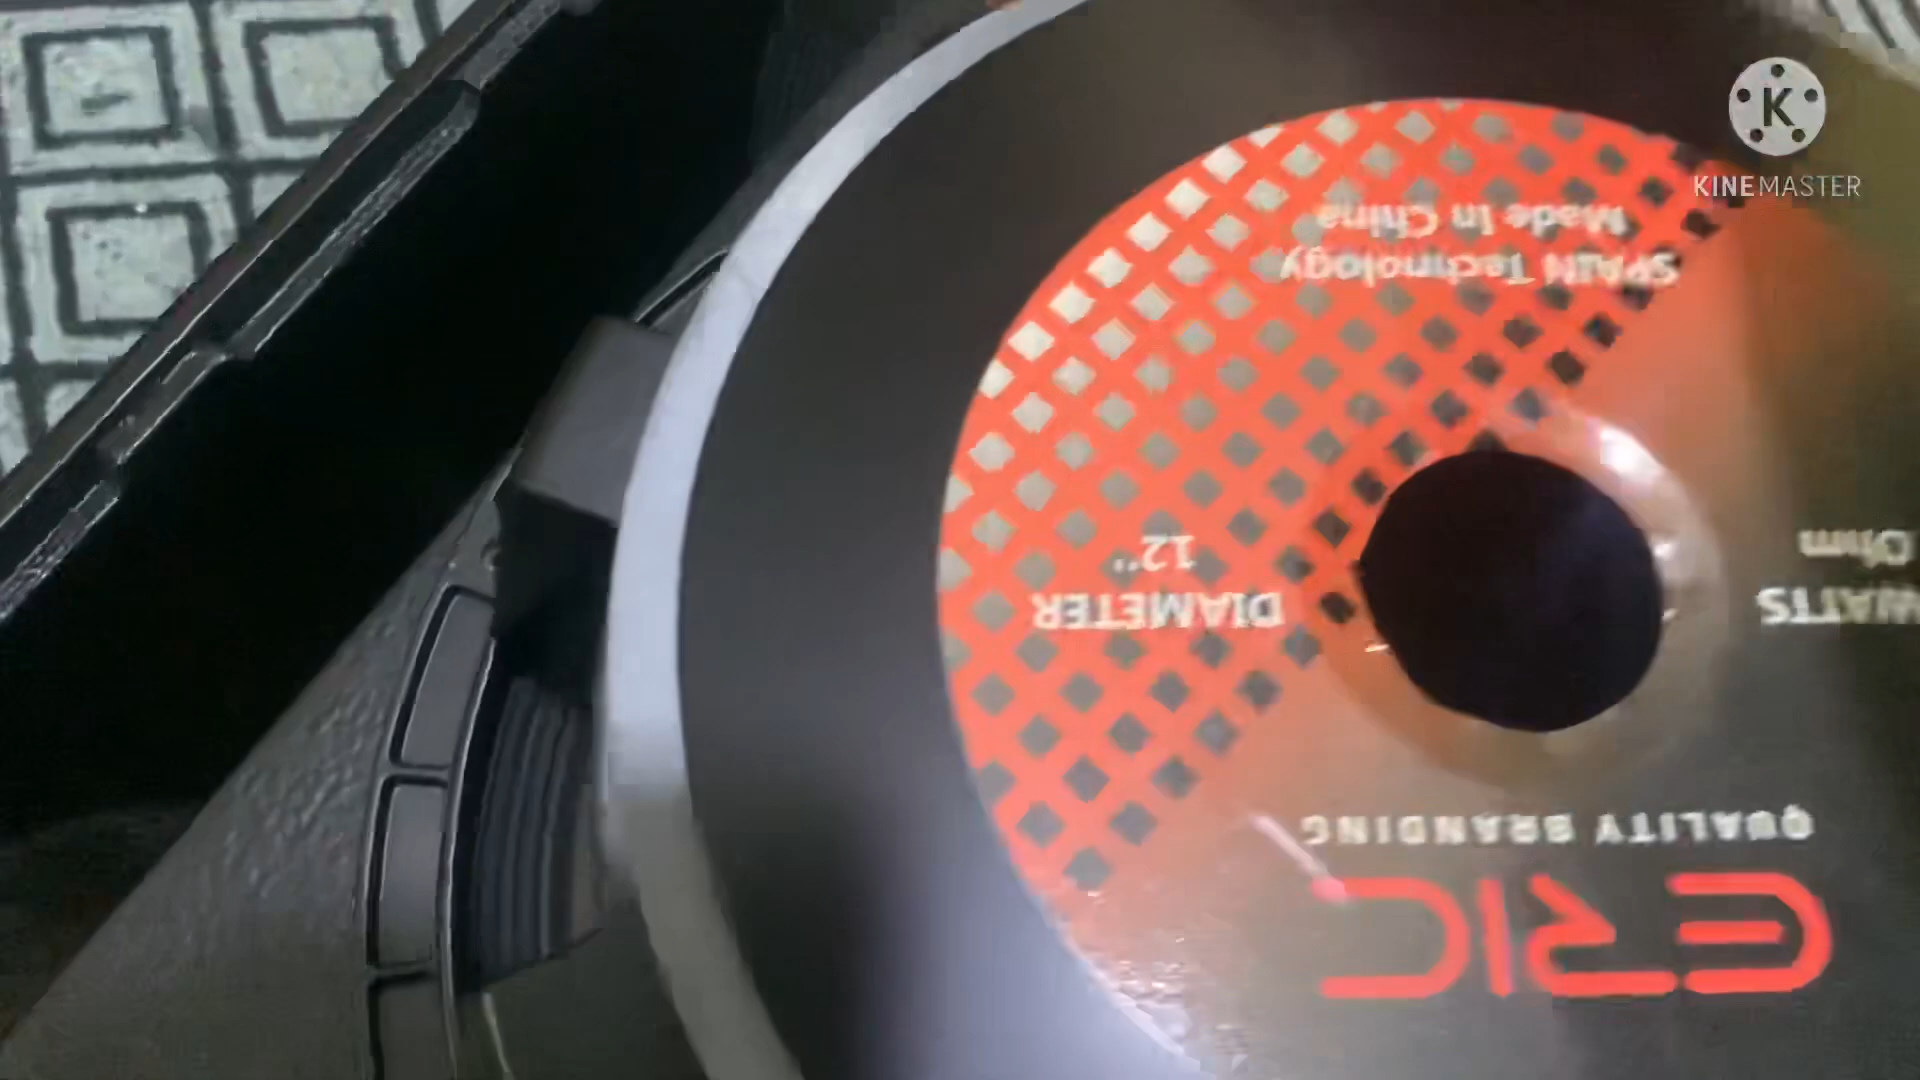 KINEMASTER
ERIC
QUALITY BRANDING
WATTS
Ohm
DIAMETER
12"
SPAIN Technology
Made In China